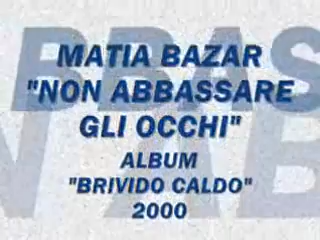 MATIA BAZAR
"NON ABBASSARE
GLI OCCHI"
ALBUM
"BRIVIDO CALDO"
2000